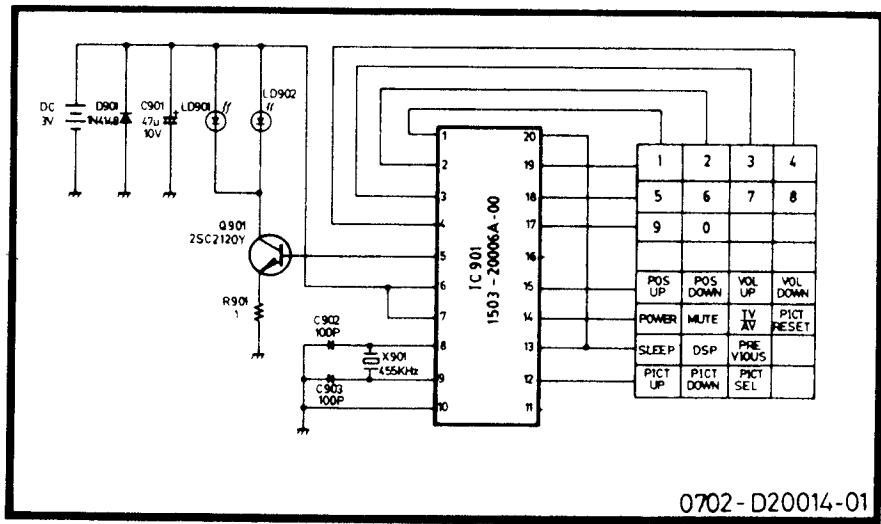 DC
3V
D901
1N4148
C901
47u
10V
+
LD901
LD902
Q901
2SC2120Y
R901
1
C902
100P
X901
455KHz
C903
100P
IC901
1503-20006A-00
1
2
3
4
5
6
7
8
9
10
20
19
18
17
16
15
14
13
12
11
1 2 3 4
5 6 7 8
9 0
POS UP
POS DOWN
VOL UP
VOL DOWN
POWER
MUTE
TV
AV
PICT RESET
SLEEP
DSP
PRE
VIOUS
PICT UP
PICT DOWN
PICT SEL
0702-D20014-01